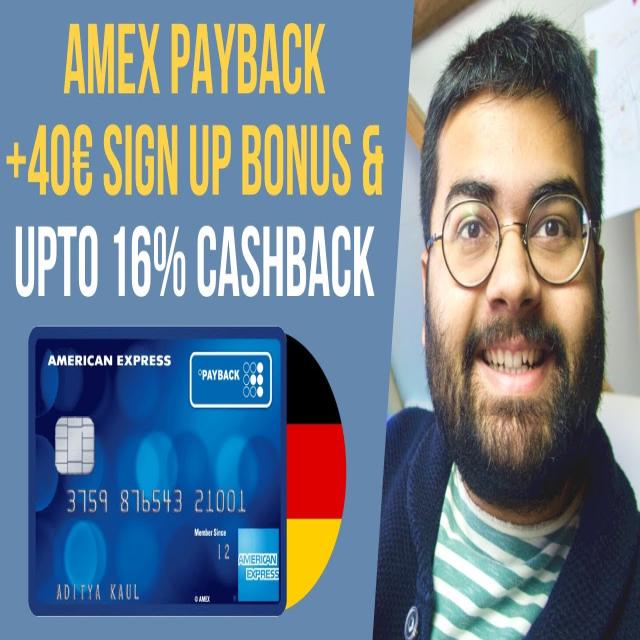 AMEX PAYBACK
+40€ SIGN UP BONUS &
UPTO 16% CASHBACK
AMERICAN EXPRESS
°PAYBACK
3759 876543 21001
Member Since
12
AMERICAN
EXPRESS
ADITYA KAUL
© AMEX